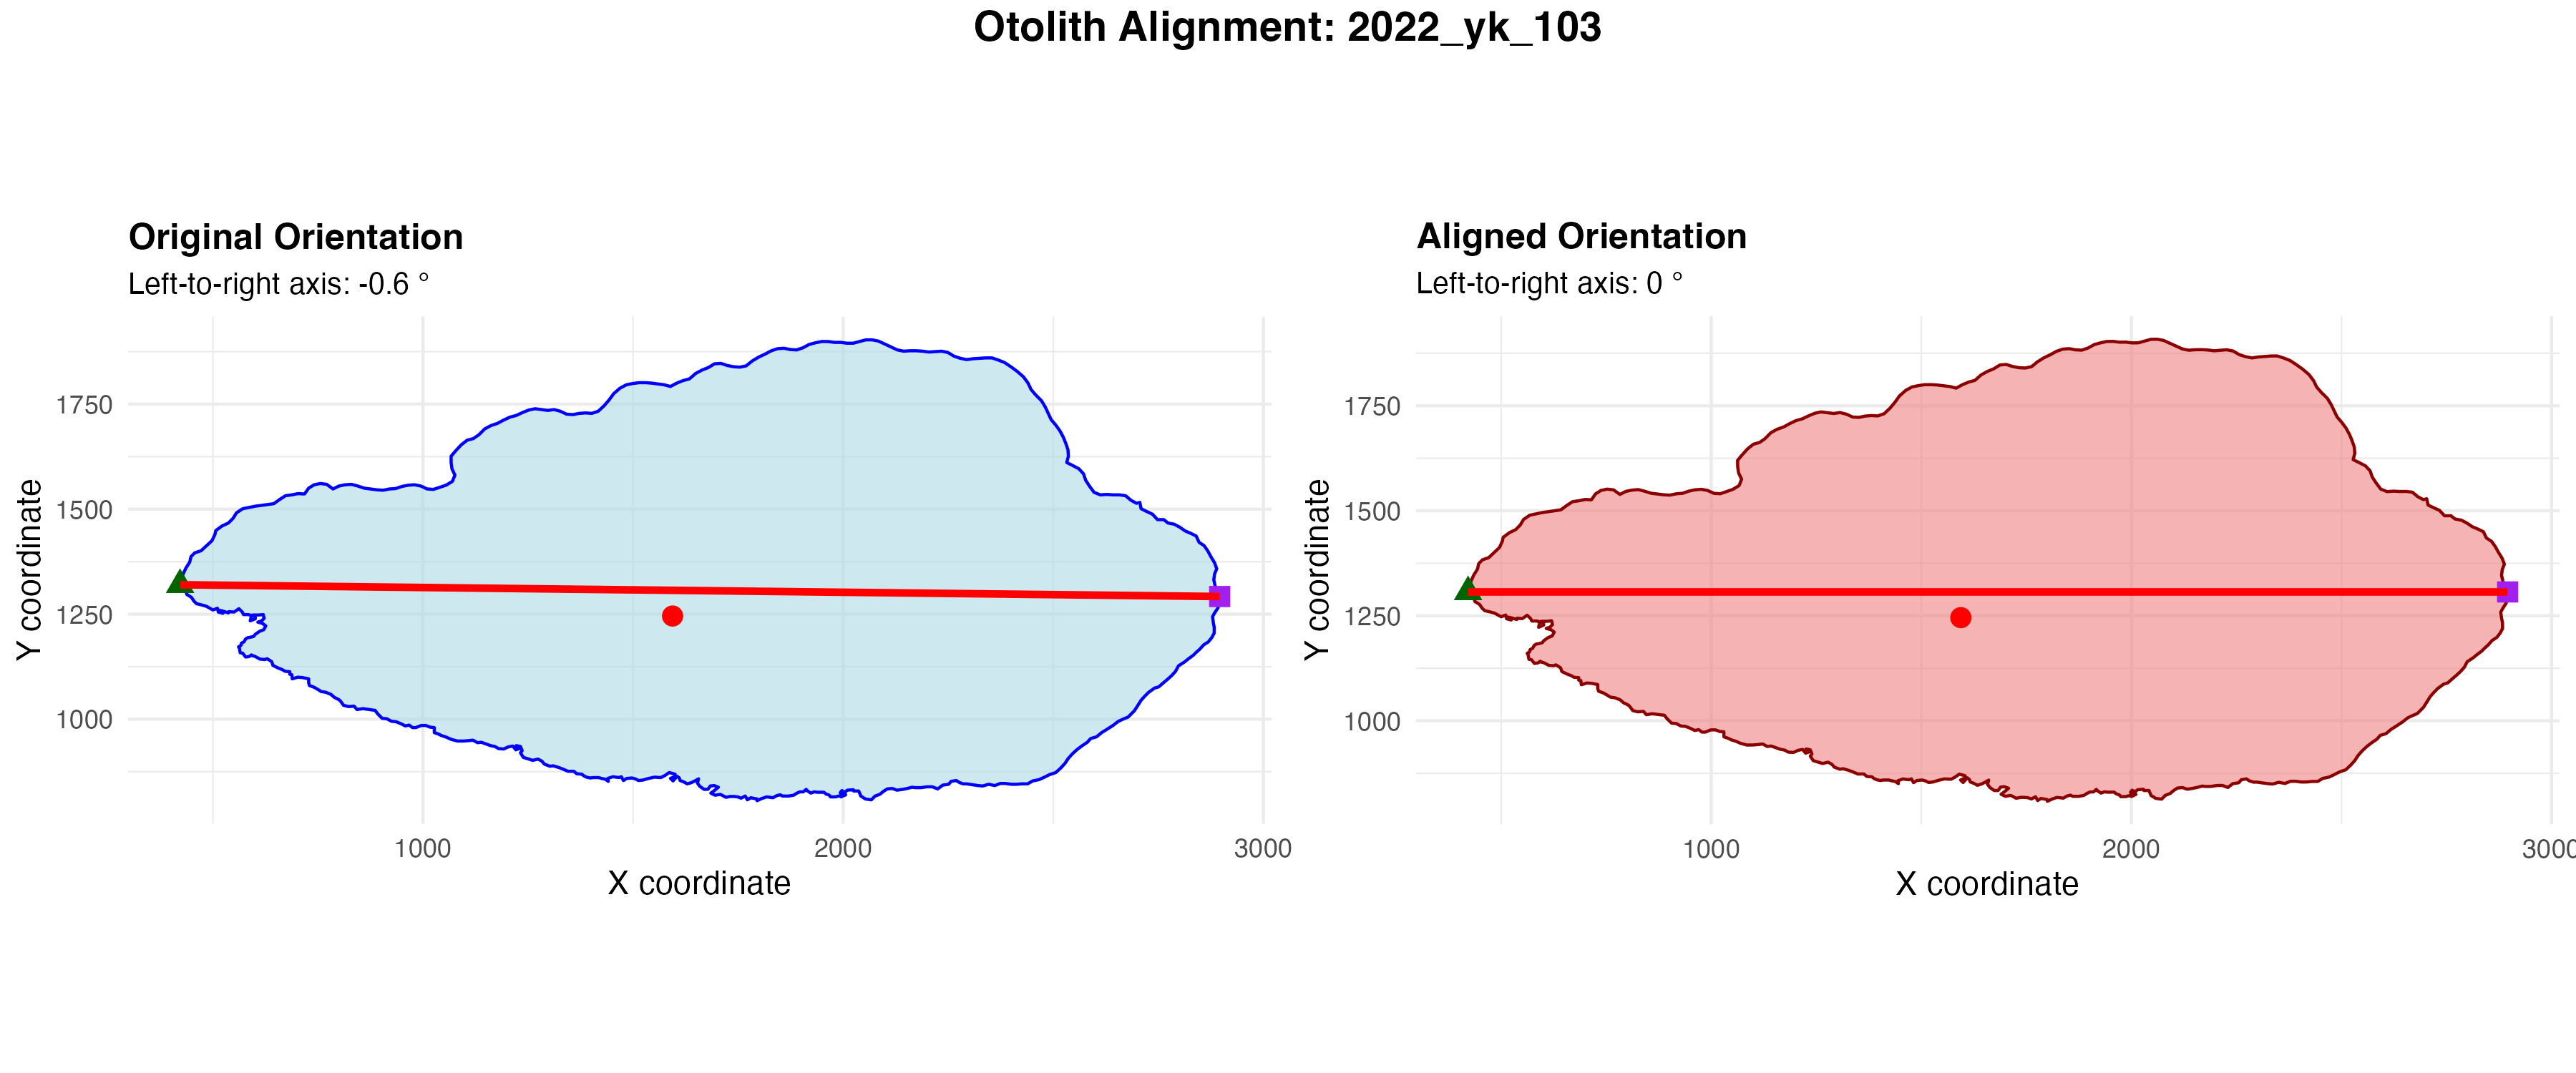 Otolith Alignment: 2022_yk_103
Original Orientation
Left-to-right axis: -0.6 °
Y coordinate
1750
1500
1250
1000
1000
2000
3000
X coordinate
Aligned Orientation
Left-to-right axis: 0 °
Y coordinate
1750
1500
1250
1000
1000
2000
3000
X coordinate